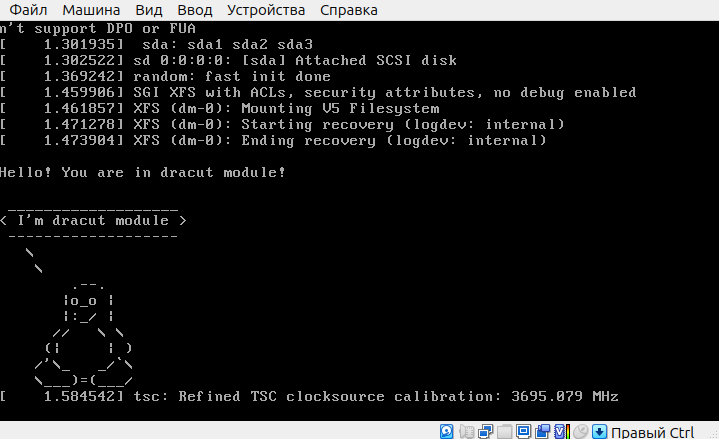 Файл Машина Вид Ввод Устройства Справка
n't support DPO or FUA
[    1.301935]  sda: sda1 sda2 sda3
[    1.302522] sd 0:0:0:0: [sda] Attached SCSI disk
[    1.369242] random: fast init done
[    1.459906] SGI XFS with ACLs, security attributes, no debug enabled
[    1.461857] XFS (dm-0): Mounting V5 Filesystem
[    1.471278] XFS (dm-0): Starting recovery (logdev: internal)
[    1.473904] XFS (dm-0): Ending recovery (logdev: internal)
Hello! You are in dracut module!
 ___________________
< I'm dracut module >
 -------------------
   \
    \
        .--.
       |o_o |
       |:_/ |
      //   \ \
     (|     | )
    /'\_   _/`\
    \___)=(___/
[    1.584542] tsc: Refined TSC clocksource calibration: 3695.079 MHz
Правый Ctrl